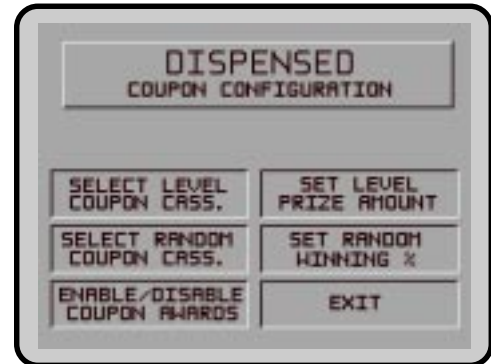 DISPENSED
COUPON CONFIGURATION
SELECT LEVEL
COUPON CASS.
SET LEVEL
PRIZE AMOUNT
SELECT RANDOM
COUPON CASS.
SET RANDOM
WINNING %
ENABLE/DISABLE
COUPON AWARDS
EXIT